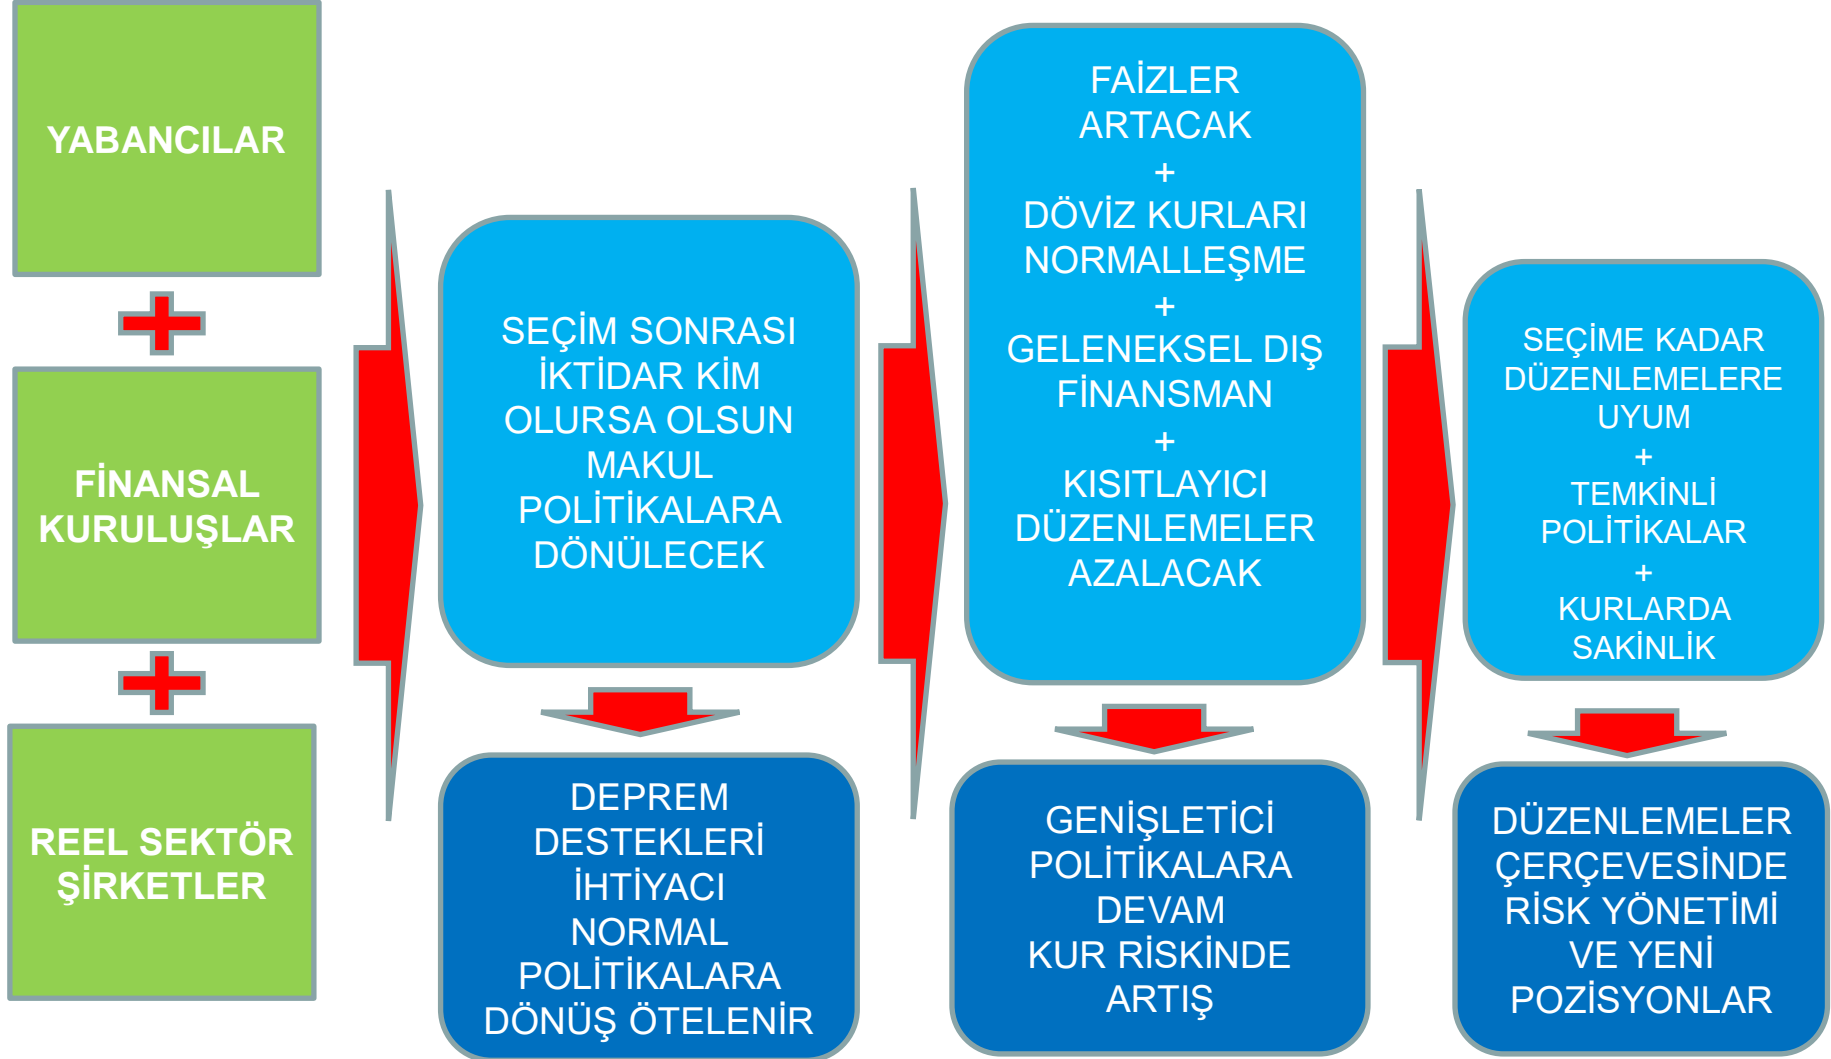 YABANCILAR
FİNANSAL
KURULUŞLAR
REEL SEKTÖR
ŞİRKETLER
SEÇİM SONRASI
İKTİDAR KİM
OLURSA OLSUN
MAKUL
POLİTİKALARA
DÖNÜLECEK
DEPREM
DESTEKLERİ
İHTİYACI
NORMAL
POLİTİKALARA
DÖNÜŞ ÖTELENİR
FAİZLER
ARTACAK
+
DÖVİZ KURLARI
NORMALLEŞME
+
GELENEKSEL DIŞ
FİNANSMAN
+
KISITLAYICI
DÜZENLEMELER
AZALACAK
GENİŞLETİCİ
POLİTİKALARA
DEVAM
KUR RİSKİNDE
ARTIŞ
SEÇİME KADAR
DÜZENLEMELERE
UYUM
+
TEMKİNLİ
POLİTİKALAR
+
KURLARDA
SAKİNLİK
DÜZENLEMELER
ÇERÇEVESİNDE
RİSK YÖNETİMİ
VE YENİ
POZİSYONLAR